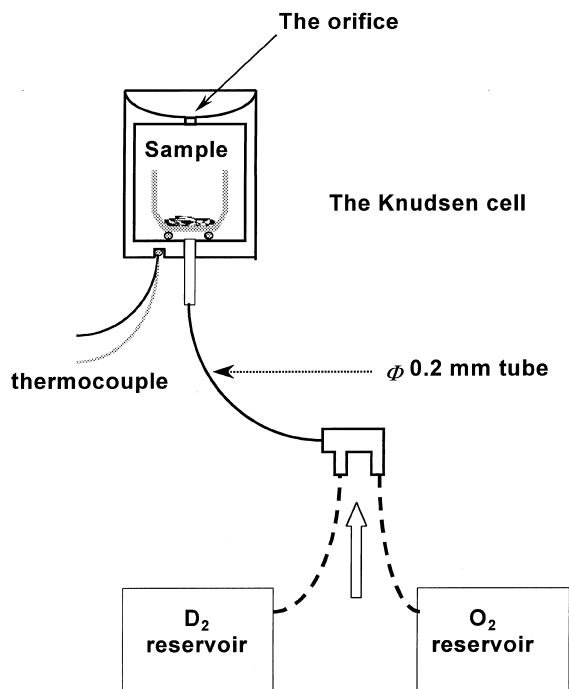 The orifice
Sample
The Knudsen cell
thermocouple
Φ 0.2 mm tube
D₂
reservoir
O₂
reservoir